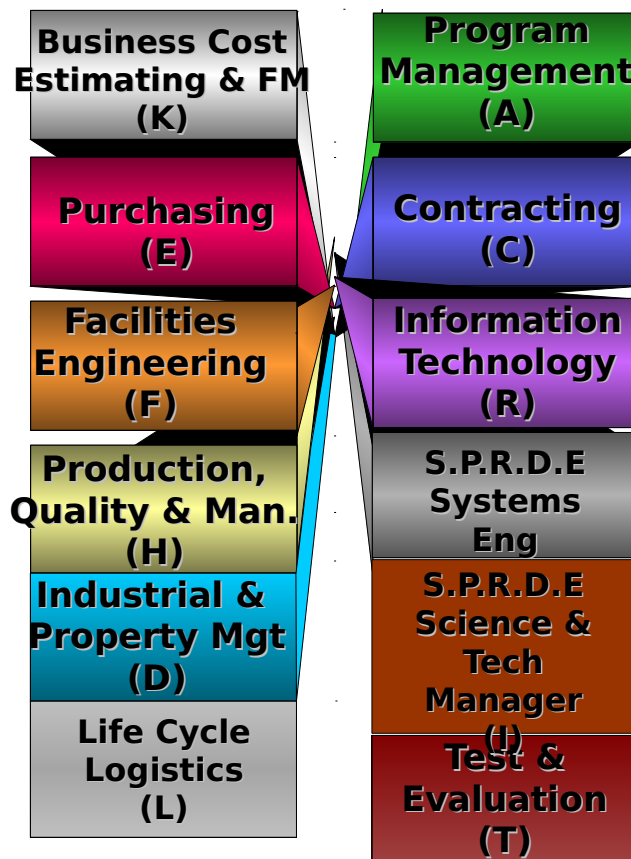 Business Cost
Estimating & FM
(K)
Purchasing
(E)
Facilities
Engineering
(F)
Production,
Quality & Man.
(H)
Industrial &
Property Mgt
(D)
Life Cycle
Logistics
(L)
Program
Management
(A)
Contracting
(C)
Information
Technology
(R)
S.P.R.D.E
Systems
Eng
S.P.R.D.E
Science &
Tech
Manager
(I)
Test &
Evaluation
(T)